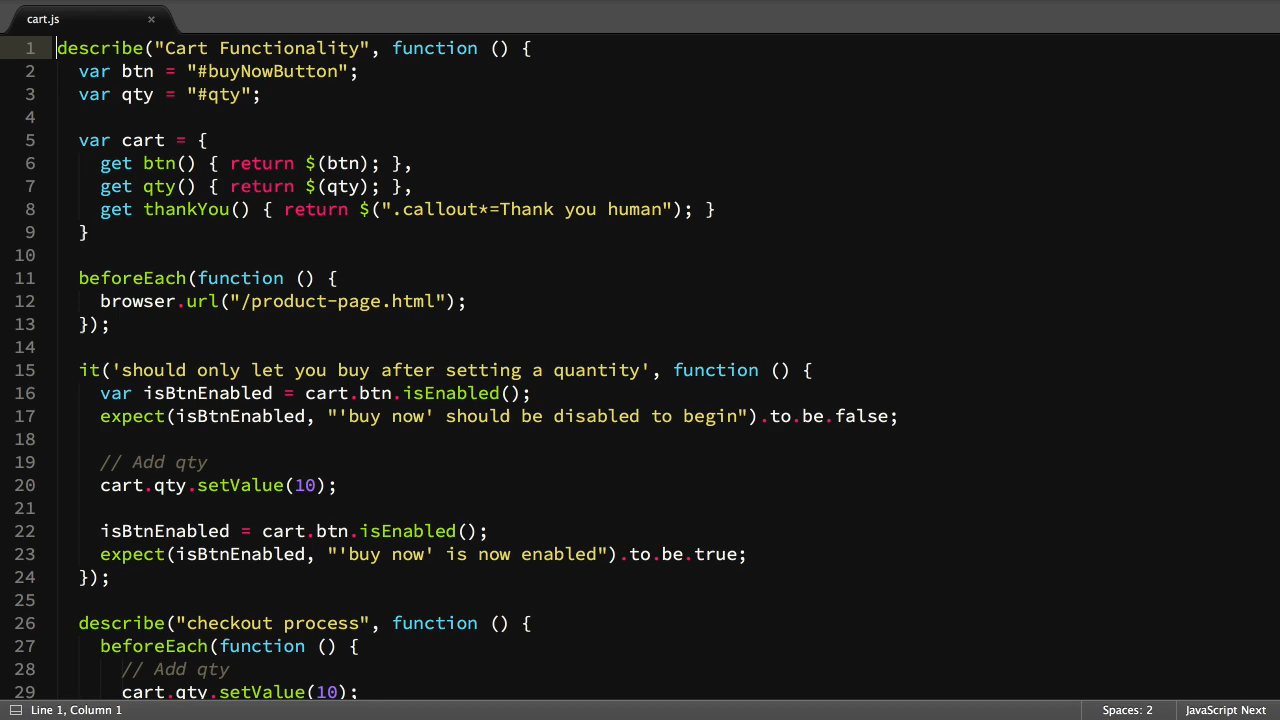 cart.js ×
1 describe("Cart Functionality", function () {
2   var btn = "#buyNowButton";
3   var qty = "#qty";
4
5   var cart = {
6     get btn() { return $(btn); },
7     get qty() { return $(qty); },
8     get thankYou() { return $(".callout*=Thank you human"); }
9   }
10
11   beforeEach(function () {
12     browser.url("/product-page.html");
13   });
14
15   it('should only let you buy after setting a quantity', function () {
16     var isBtnEnabled = cart.btn.isEnabled();
17     expect(isBtnEnabled, "'buy now' should be disabled to begin").to.be.false;
18
19     // Add qty
20     cart.qty.setValue(10);
21
22     isBtnEnabled = cart.btn.isEnabled();
23     expect(isBtnEnabled, "'buy now' is now enabled").to.be.true;
24   });
25
26   describe("checkout process", function () {
27     beforeEach(function () {
28       // Add qty
29       cart.qty.setValue(10);
Line 1, Column 1 Spaces: 2 JavaScript Next